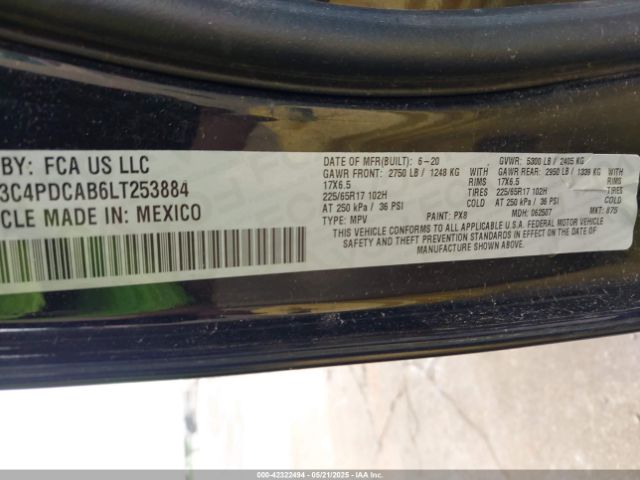 BY: FCA US LLC
3C4PDCAB6LT253884
CLE MADE IN: MEXICO
DATE OF MFR(BUILT): 6-20 GVWR: 5300 LB / 2405 KG
GAWR FRONT: 2750 LB / 1248 KG WITH GAWR REAR: 2950 LB / 1339 KG WITH
17X6.5 RIMS 17X6.5 RIMS
225/65R17 102H TIRES 225/65R17 102H TIRES
AT 250 kPa / 36 PSI COLD AT 250 kPa / 36 PSI COLD
TYPE: MPV PAINT: PX8 MDH: 062507 MKT: 875
THIS VEHICLE CONFORMS TO ALL APPLICABLE U.S.A. FEDERAL MOTOR VEHICLE
SAFETY AND THEFT PREVENTION STANDARDS IN EFFECT ON THE DATE OF
MANUFACTURE SHOWN ABOVE.
000-42322494 05/21/2025 Copyright © IAA, LLC. All Rights Reserved.